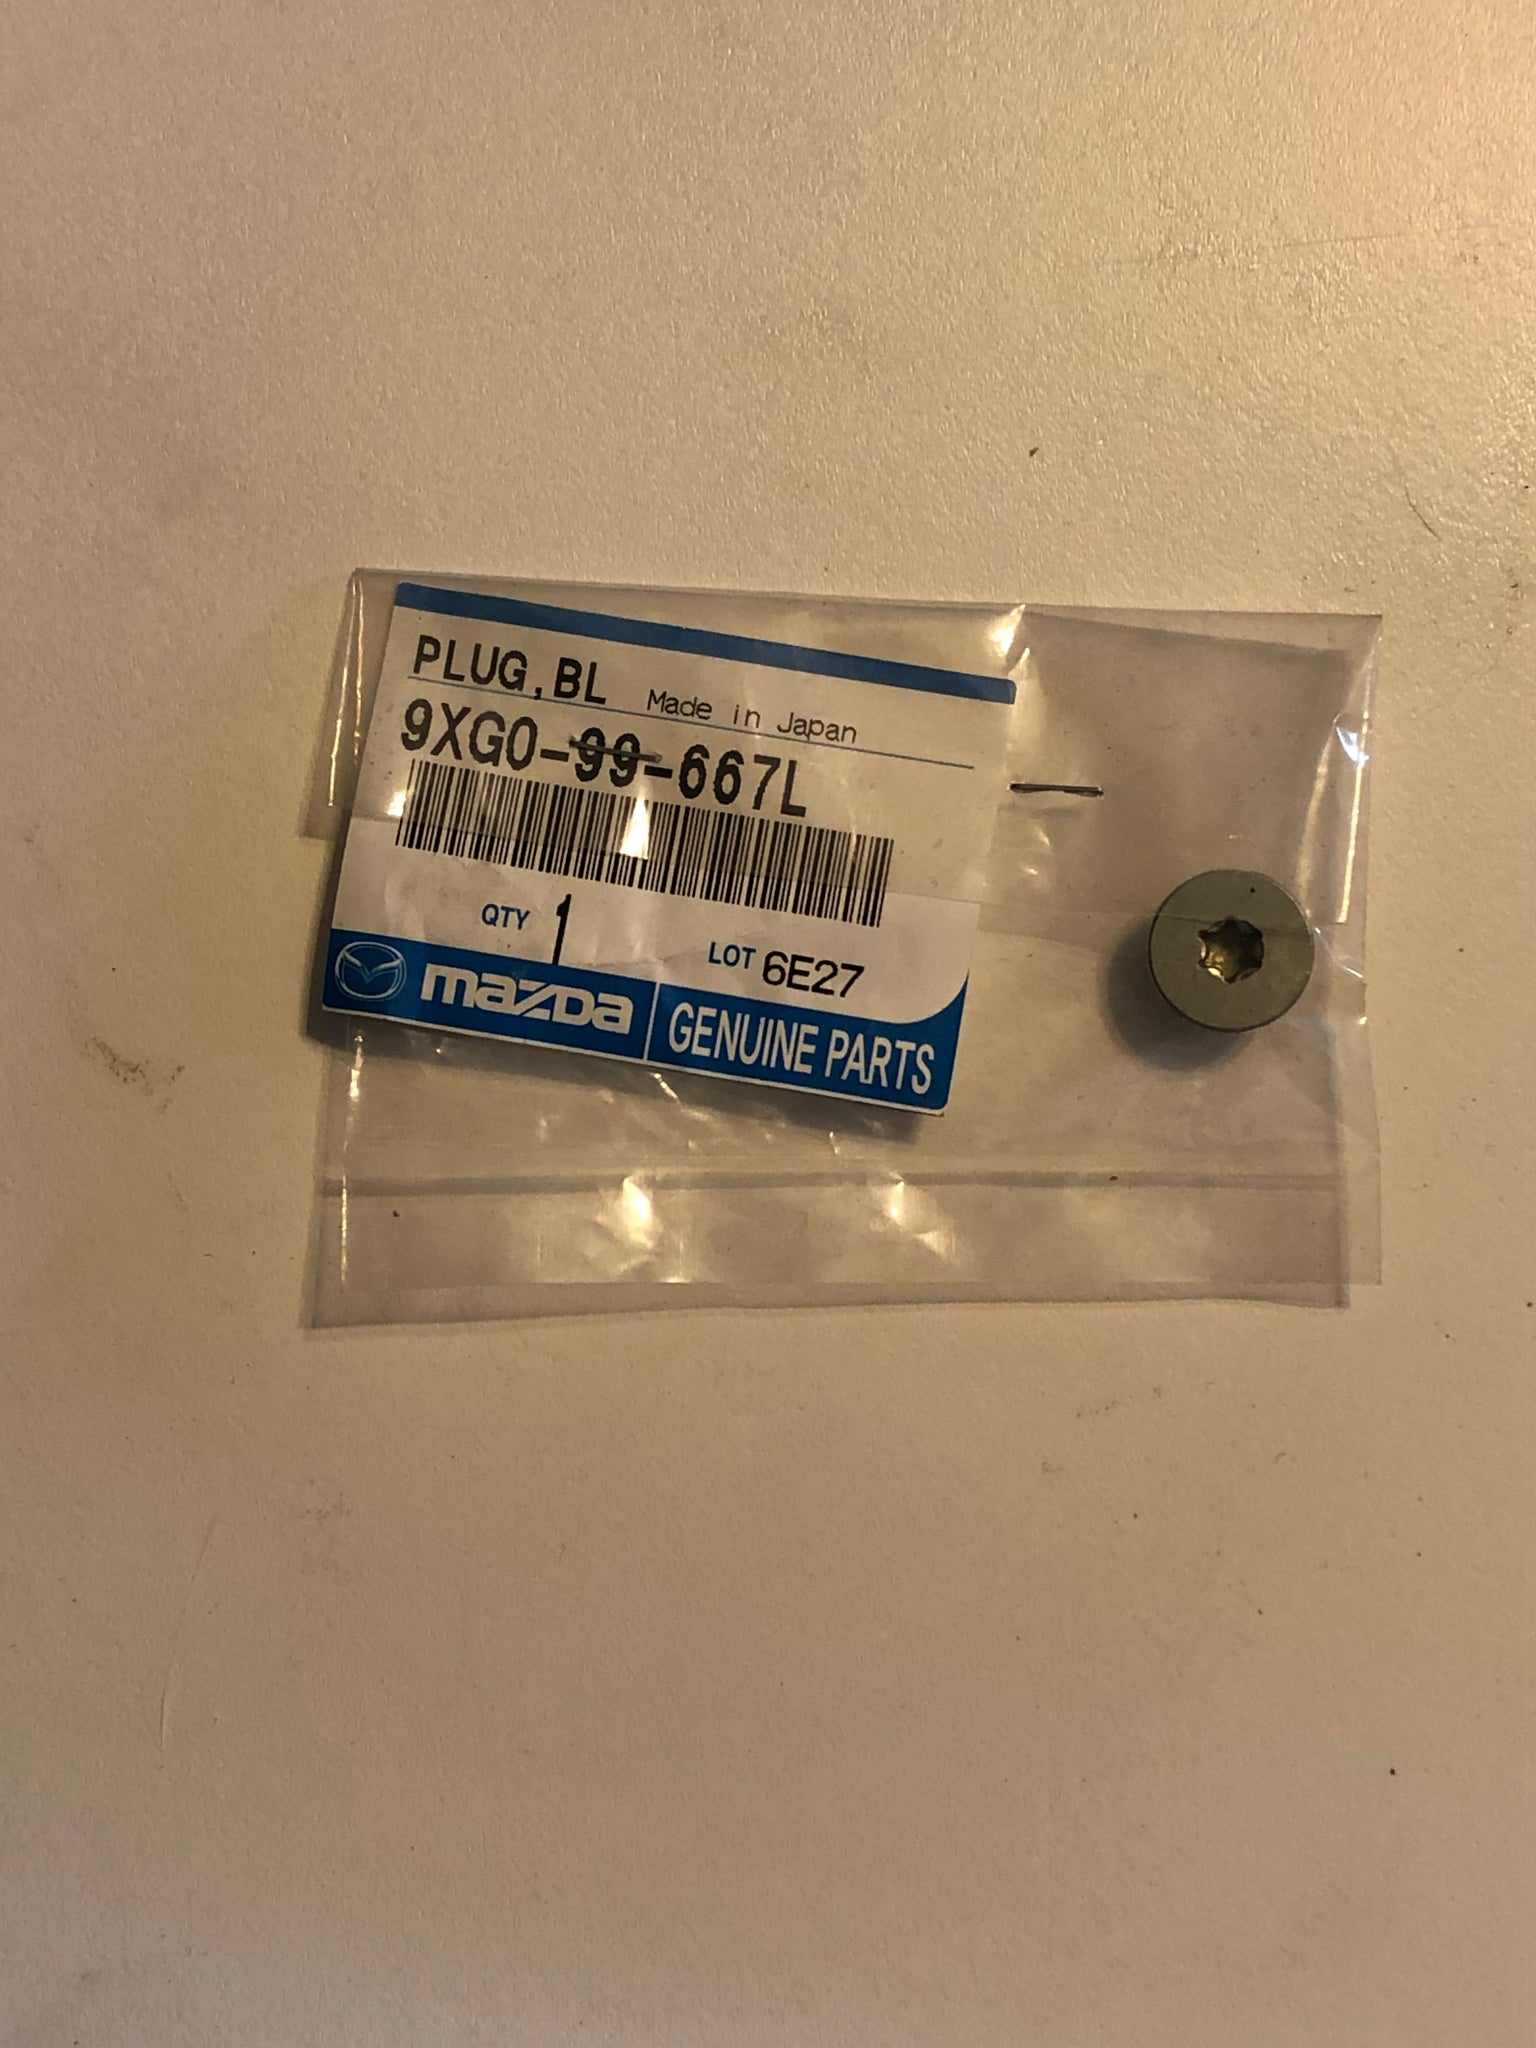 PLUG,BL Made in Japan
9XG0-99-667L
QTY 1 LOT 6E27
mazda GENUINE PARTS